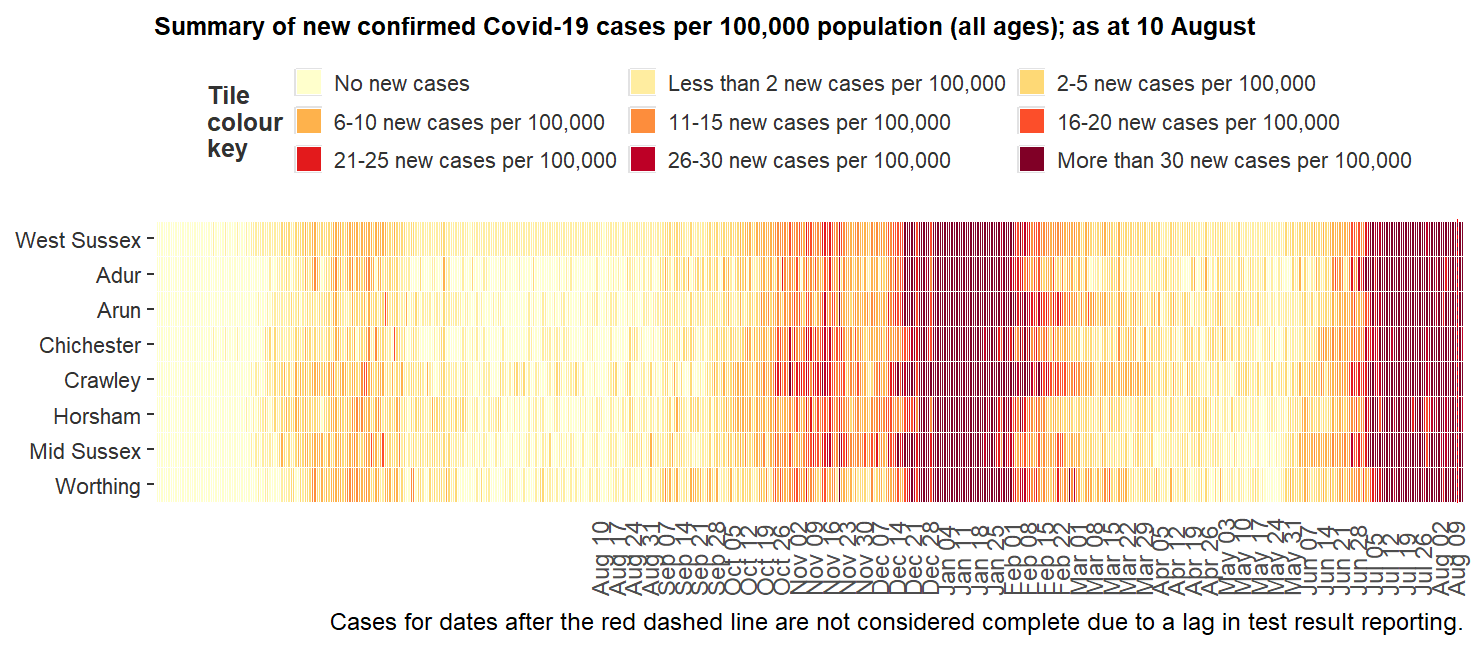 Summary of new confirmed Covid-19 cases per 100,000 population (all ages); as at 10 August
Tile
colour
key
No new cases
Less than 2 new cases per 100,000
2-5 new cases per 100,000
6-10 new cases per 100,000
11-15 new cases per 100,000
16-20 new cases per 100,000
21-25 new cases per 100,000
26-30 new cases per 100,000
More than 30 new cases per 100,000
West Sussex
Adur
Arun
Chichester
Crawley
Horsham
Mid Sussex
Worthing
Aug 10
Aug 17
Aug 24
Aug 31
Sep 07
Sep 14
Sep 21
Sep 28
Oct 05
Oct 12
Oct 19
Oct 26
Nov 02
Nov 09
Nov 16
Nov 23
Nov 30
Dec 07
Dec 14
Dec 21
Dec 28
Jan 04
Jan 11
Jan 18
Jan 25
Feb 01
Feb 08
Feb 15
Feb 22
Mar 01
Mar 08
Mar 15
Mar 22
Mar 29
Apr 05
Apr 12
Apr 19
Apr 26
May 03
May 10
May 17
May 24
May 31
Jun 07
Jun 14
Jun 21
Jun 28
Jul 05
Jul 12
Jul 19
Jul 26
Aug 02
Aug 09
Cases for dates after the red dashed line are not considered complete due to a lag in test result reporting.